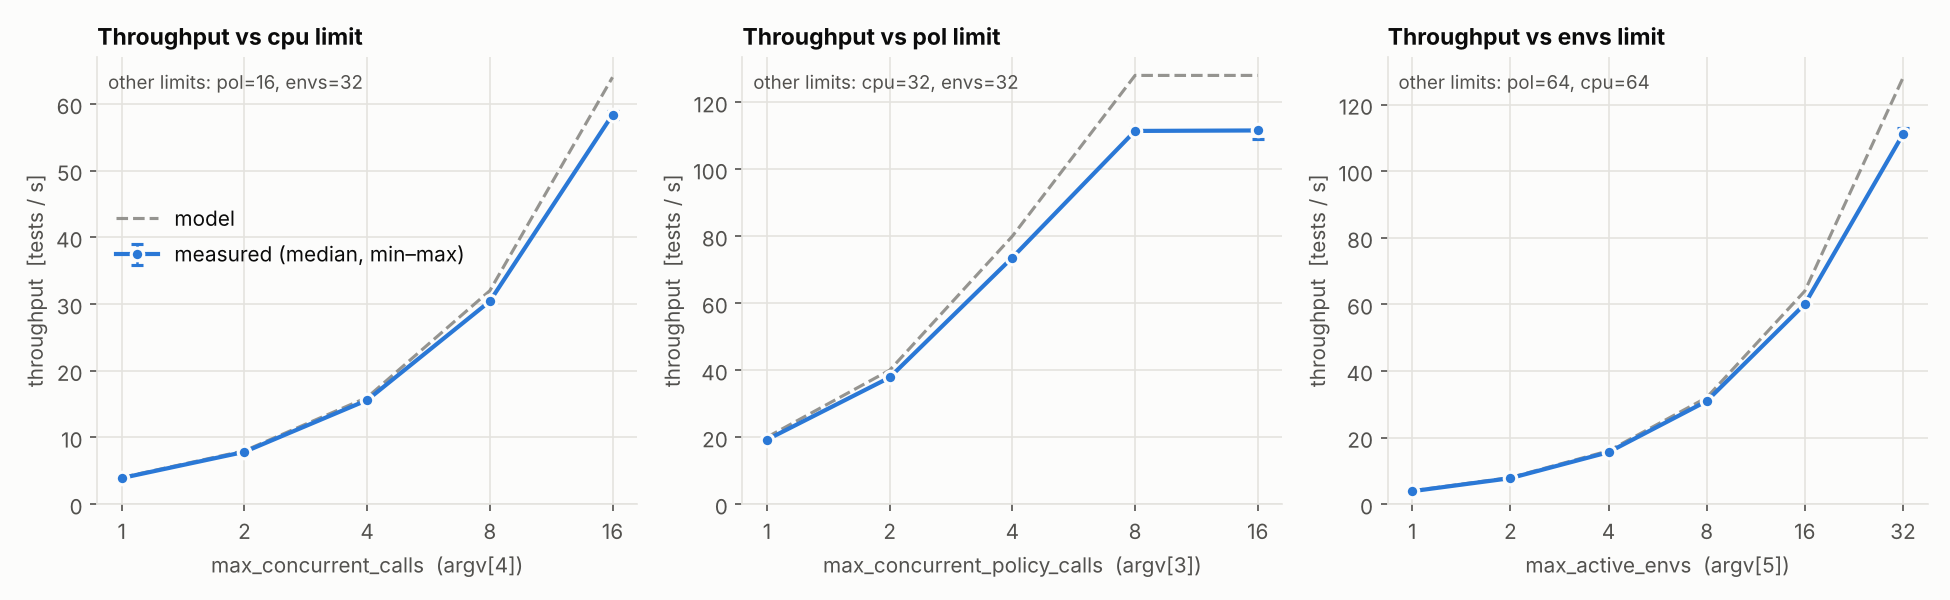 Throughput vs cpu limit
other limits: pol=16, envs=32
60
50
40
30
20
10
0
throughput [tests / s]
model
measured (median, min–max)
1 2 4 8 16
max_concurrent_calls (argv[4])
Throughput vs pol limit
other limits: cpu=32, envs=32
120
100
80
60
40
20
0
throughput [tests / s]
1 2 4 8 16
max_concurrent_policy_calls (argv[3])
Throughput vs envs limit
other limits: pol=64, cpu=64
120
100
80
60
40
20
0
throughput [tests / s]
1 2 4 8 16 32
max_active_envs (argv[5])